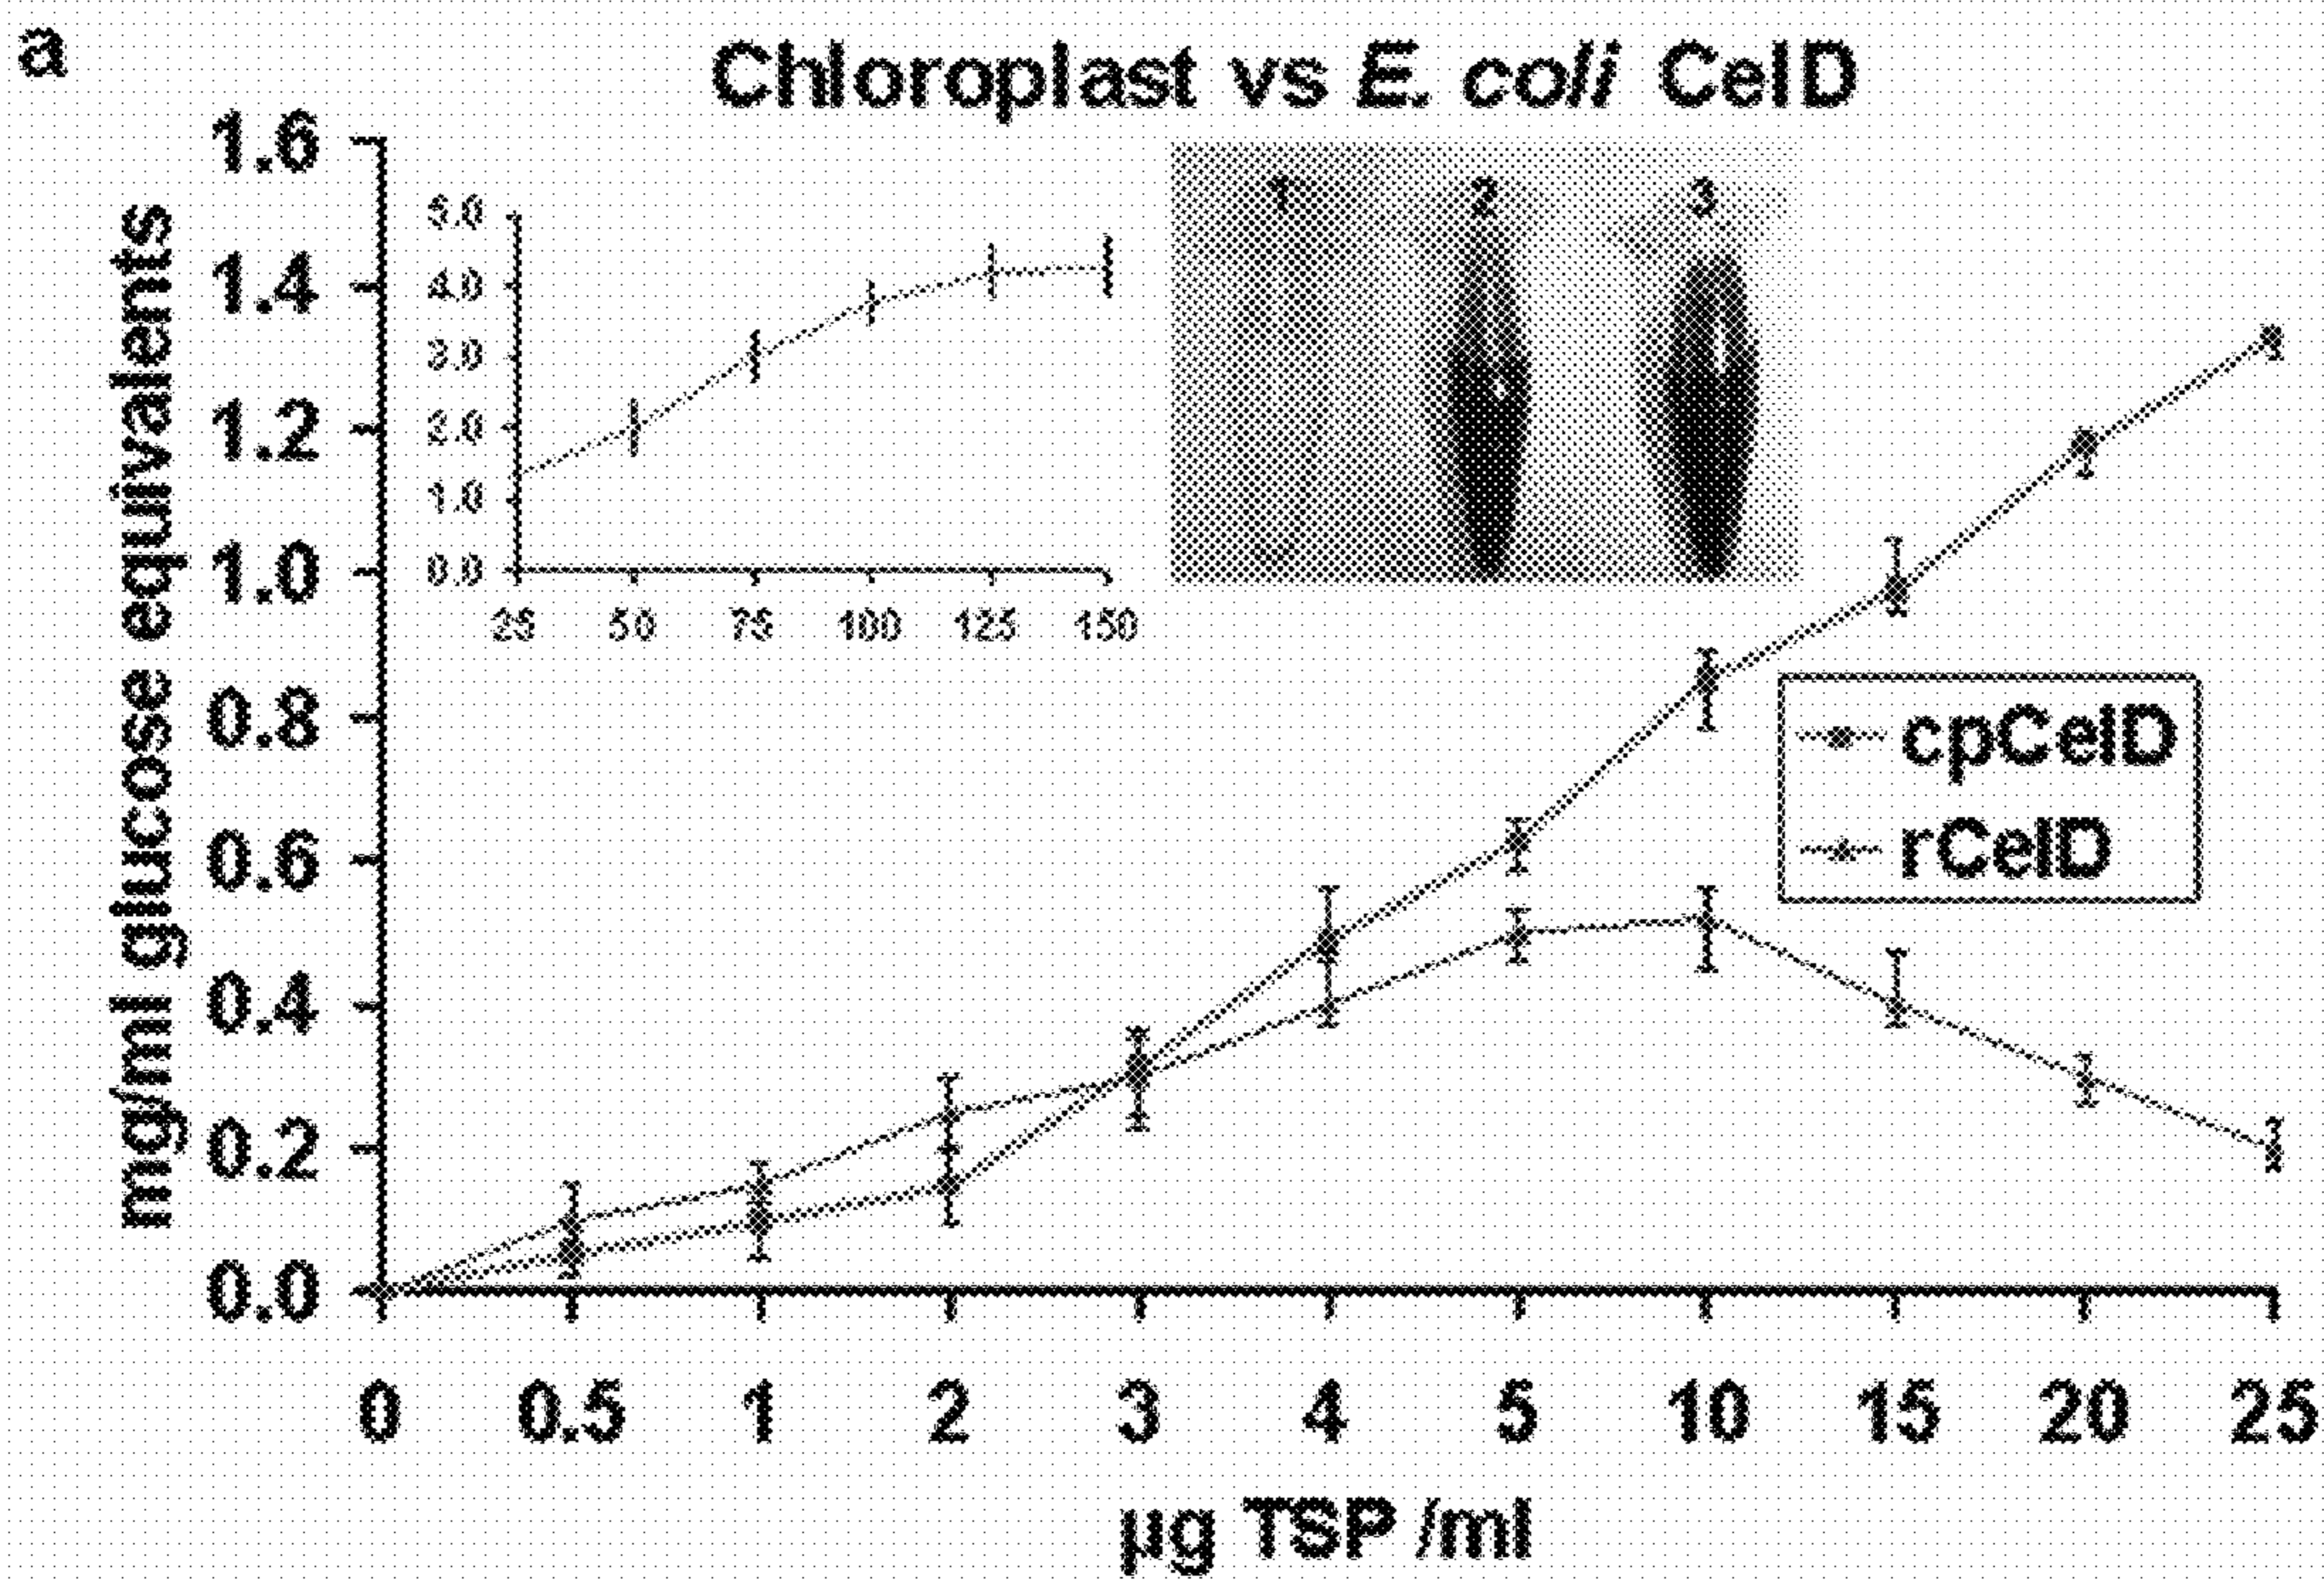 a
Chloroplast vs E. coli CelD
mg/ml glucose equivalents
1.6
1.4
1.2
1.0
0.8
0.6
0.4
0.2
0.0
5.0
4.0
3.0
2.0
1.0
0.0
25 50 75 100 125 150
1 2 3
cpCelD
rCelD
0 0.5 1 2 3 4 5 10 15 20 25
µg TSP /ml